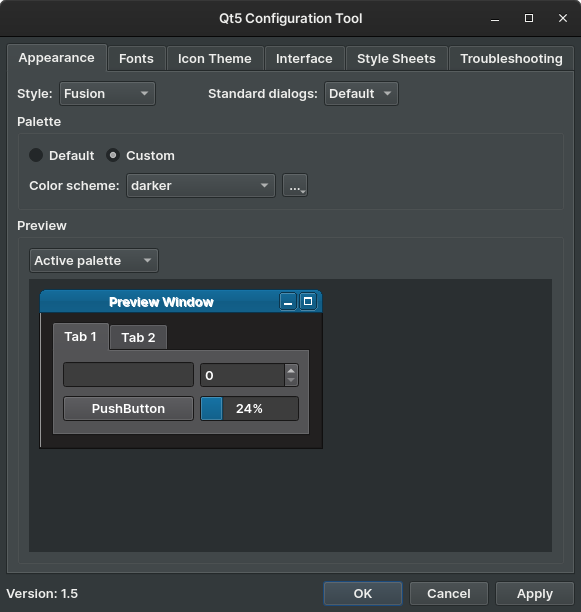 Qt5 Configuration Tool
Appearance Fonts Icon Theme Interface Style Sheets Troubleshooting
Style: Fusion Standard dialogs: Default
Palette
Default Custom
Color scheme: darker ...
Preview
Active palette
Preview Window
Tab 1 Tab 2
0
PushButton 24%
Version: 1.5 OK Cancel Apply